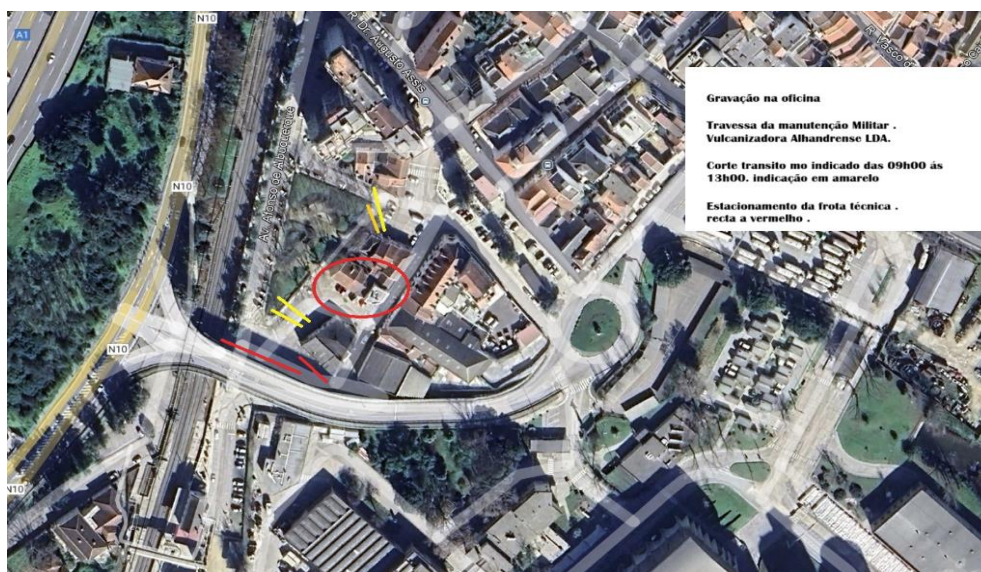 N10
A1
R. Dr. Augusto Assis
R. Vasco d
Gravação na oficina
Travessa da manutenção Militar .
Vulcanizadora Alhandrense LDA.
Corte transito mo indicado das 09h00 ás
13h00. indicação em amarelo
Estacionamento da frota técnica .
recta a vermelho .
N10
Av. Afonso de Albuquerque
N10
N10